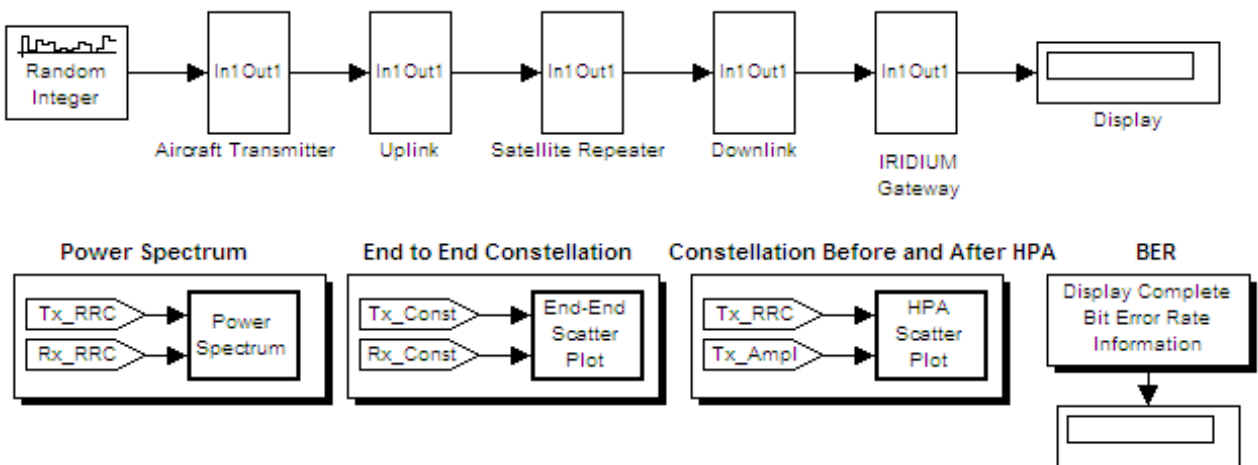 Random
Integer
In1 Out1
In1 Out1
In1 Out1
In1 Out1
In1 Out1
Aircraft Transmitter
Uplink
Satellite Repeater
Downlink
IRIDIUM
Gateway
Display
Power Spectrum
Tx_RRC
Rx_RRC
Power
Spectrum
End to End Constellation
Tx_Const
Rx_Const
End-End
Scatter
Plot
Constellation Before and After HPA
Tx_RRC
Tx_Ampl
HPA
Scatter
Plot
BER
Display Complete
Bit Error Rate
Information